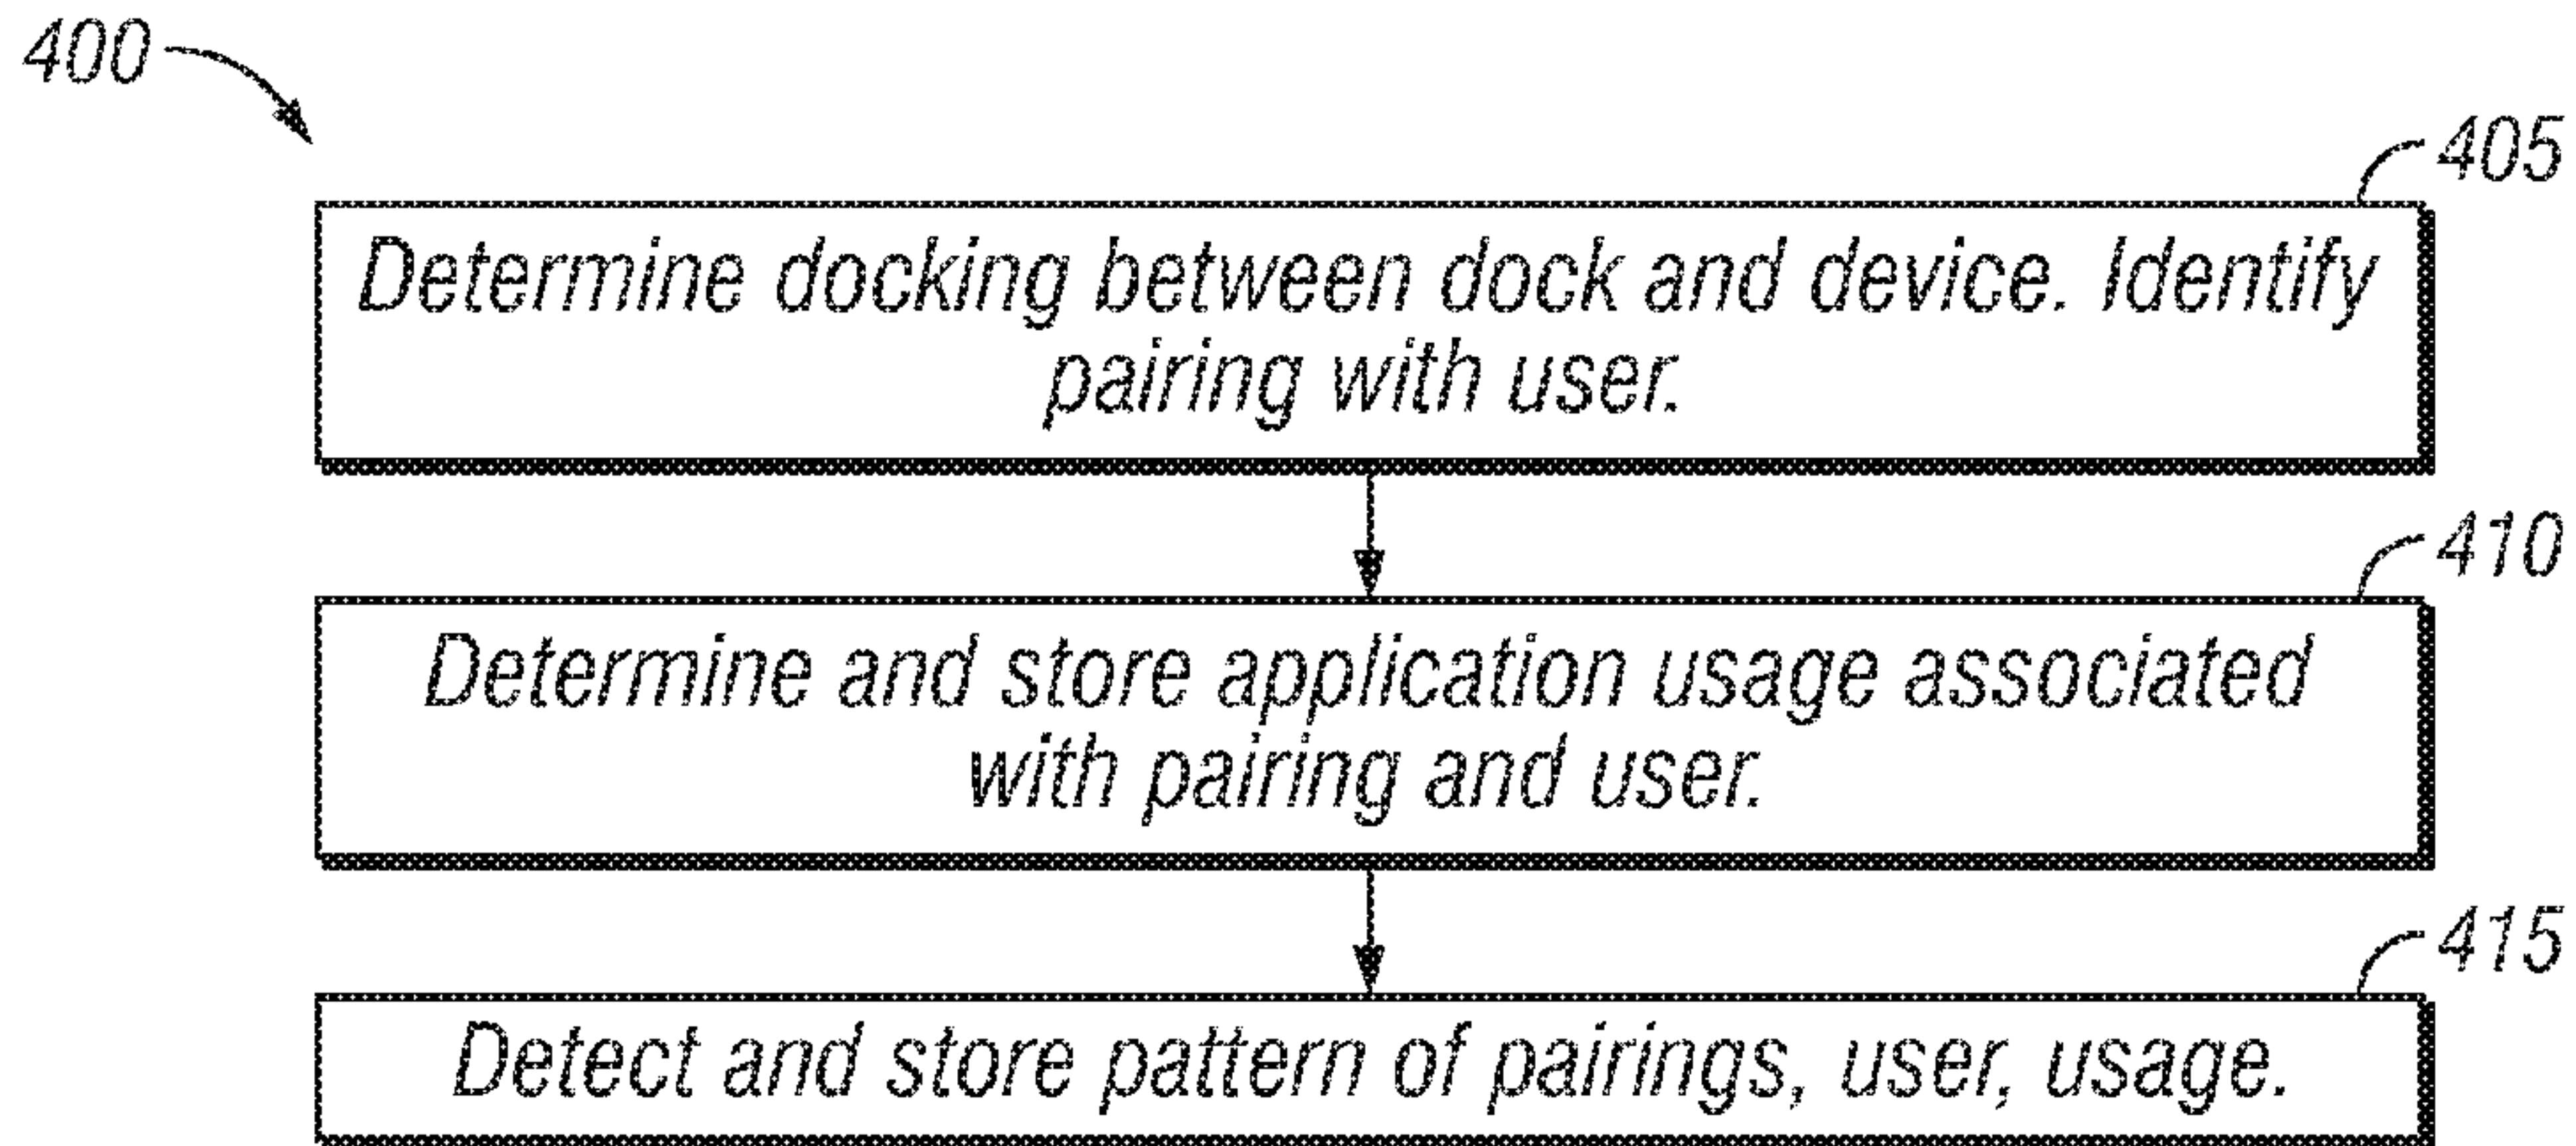 400
405
Determine docking between dock and device. Identify
pairing with user.
410
Determine and store application usage associated
with pairing and user.
415
Detect and store pattern of pairings, user, usage.